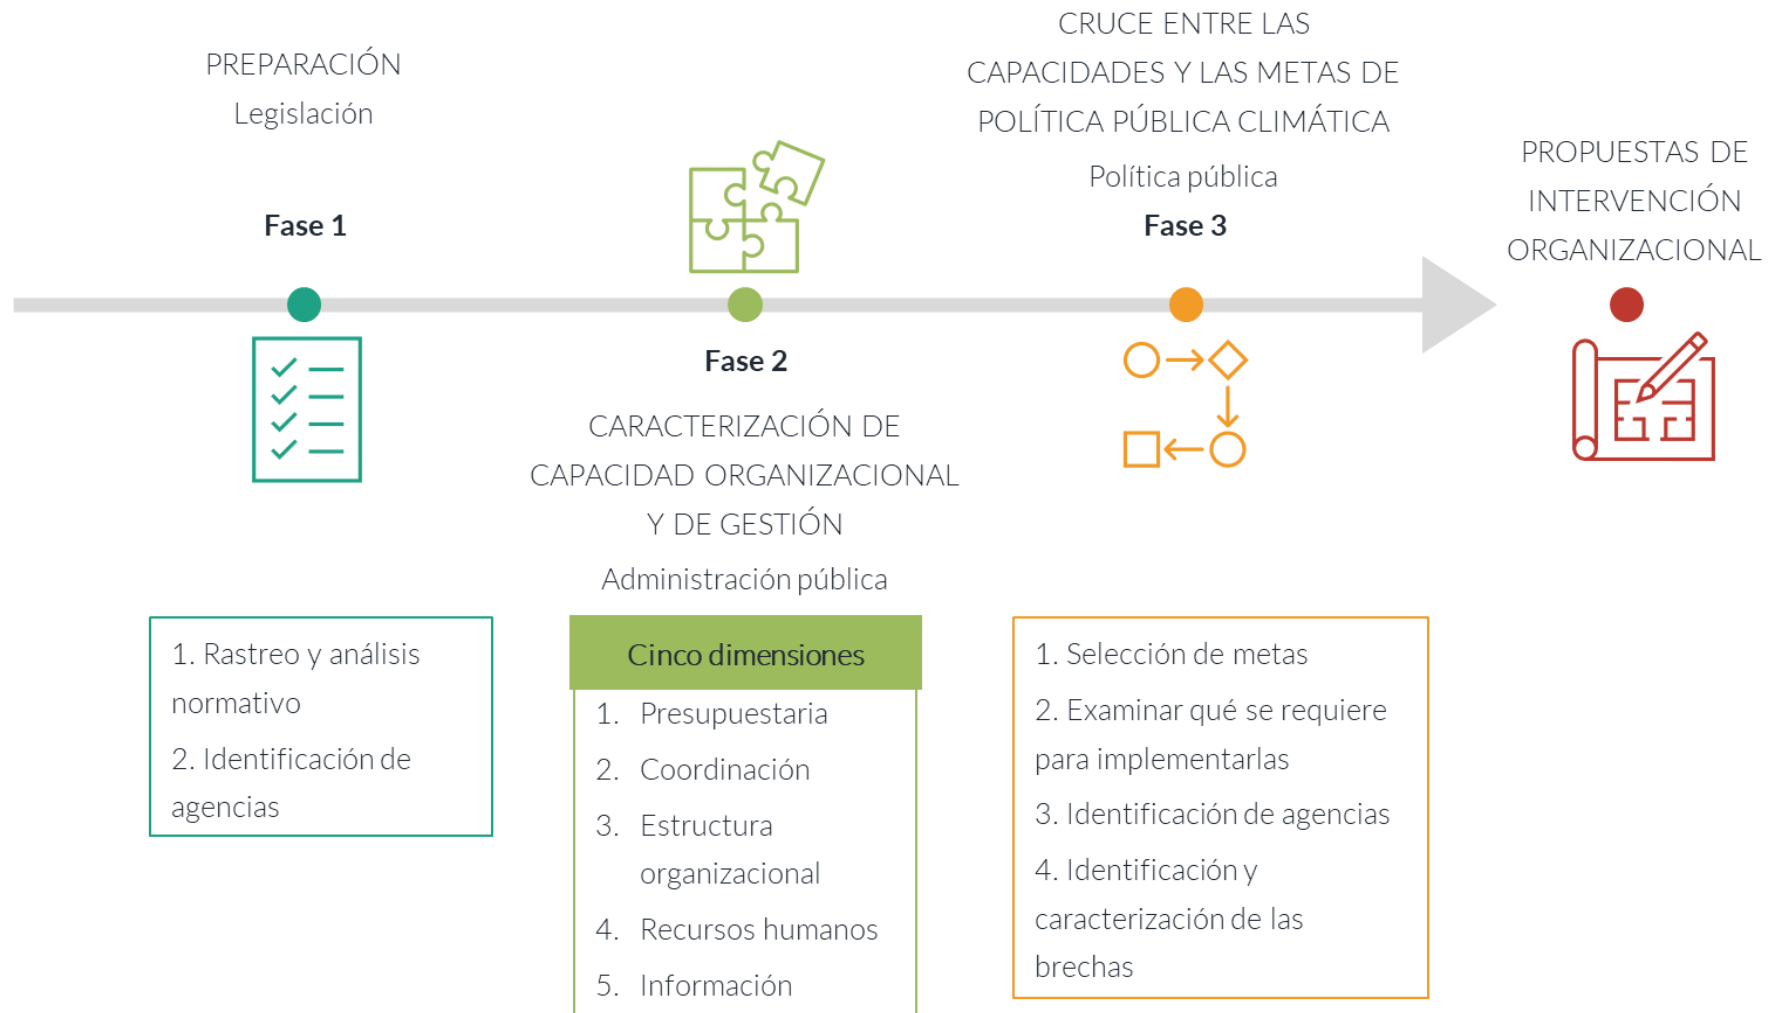 PREPARACIÓN
Legislación
Fase 1
1. Rastreo y análisis
normativo
2. Identificación de
agencias
Fase 2
CARACTERIZACIÓN DE
CAPACIDAD ORGANIZACIONAL
Y DE GESTIÓN
Administración pública
Cinco dimensiones
1. Presupuestaria
2. Coordinación
3. Estructura
organizacional
4. Recursos humanos
5. Información
CRUCE ENTRE LAS
CAPACIDADES Y LAS METAS DE
POLÍTICA PÚBLICA CLIMÁTICA
Política pública
Fase 3
1. Selección de metas
2. Examinar qué se requiere
para implementarlas
3. Identificación de agencias
4. Identificación y
caracterización de las
brechas
PROPUESTAS DE
INTERVENCIÓN
ORGANIZACIONAL